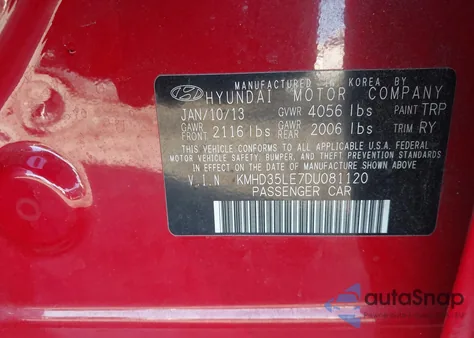 MANUFACTURED IN KOREA BY
HYUNDAI MOTOR COMPANY
JAN/10/13 GVWR 4056 lbs PAINT TRP
GAWR FRONT 2116 lbs GAWR REAR 2006 lbs TRIM RY
THIS VEHICLE CONFORMS TO ALL APPLICABLE U.S.A. FEDERAL
MOTOR VEHICLE SAFETY, BUMPER, AND THEFT PREVENTION STANDARDS
IN EFFECT ON THE DATE OF MANUFACTURE SHOWN ABOVE.
V.I.N KMHD35LE7DU081120
PASSENGER CAR
autoSnap